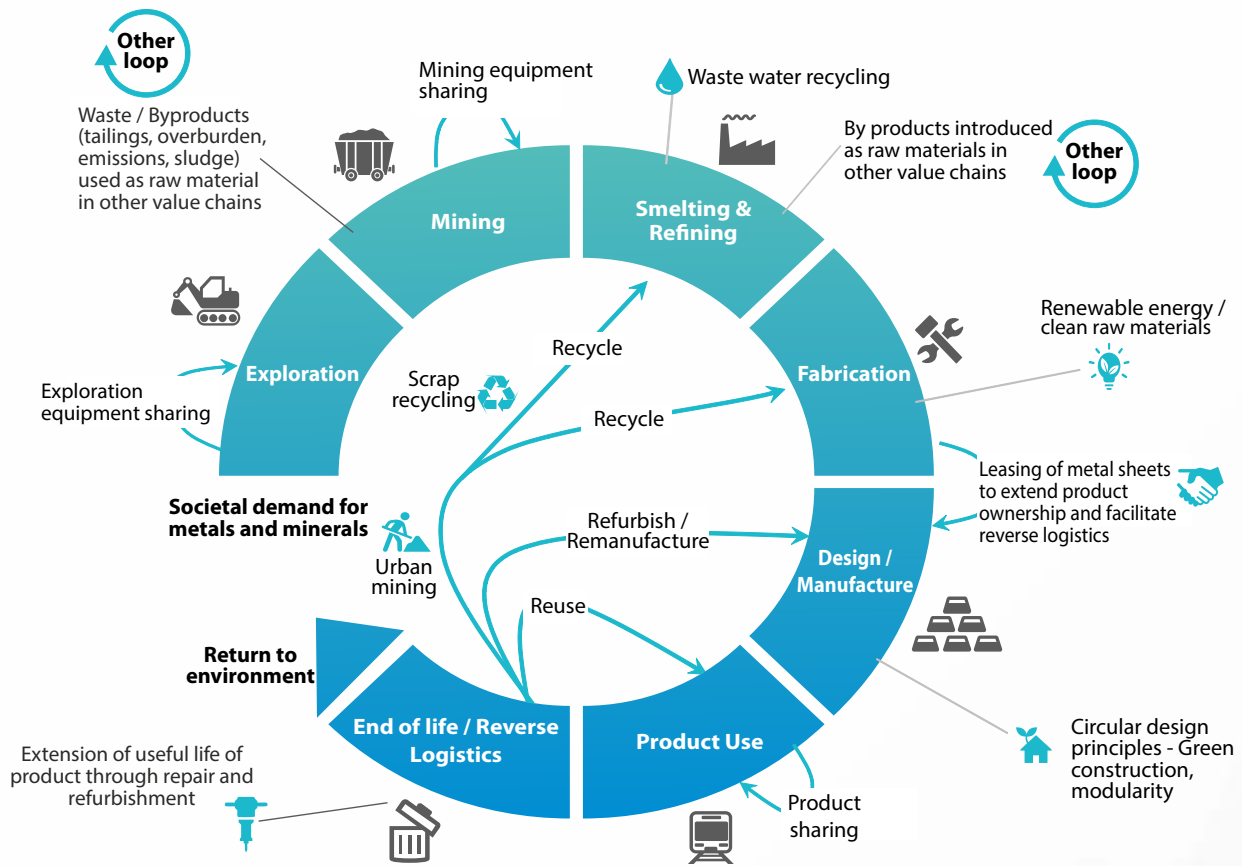 Other
loop
Waste / Byproducts
(tailings, overburden,
emissions, sludge)
used as raw material
in other value chains
Mining equipment
sharing
Waste water recycling
By products introduced
as raw materials in
other value chains
Other
loop
Mining
Smelting &
Refining
Exploration
Fabrication
Renewable energy /
clean raw materials
Exploration
equipment sharing
Scrap
recycling
Recycle
Recycle
Leasing of metal sheets
to extend product
ownership and facilitate
reverse logistics
Societal demand for
metals and minerals
Urban
mining
Refurbish /
Remanufacture
Design /
Manufacture
Reuse
Return to
environment
End of life / Reverse
Logistics
Product Use
Circular design
principles - Green
construction,
modularity
Extension of useful life of
product through repair and
refurbishment
Product
sharing